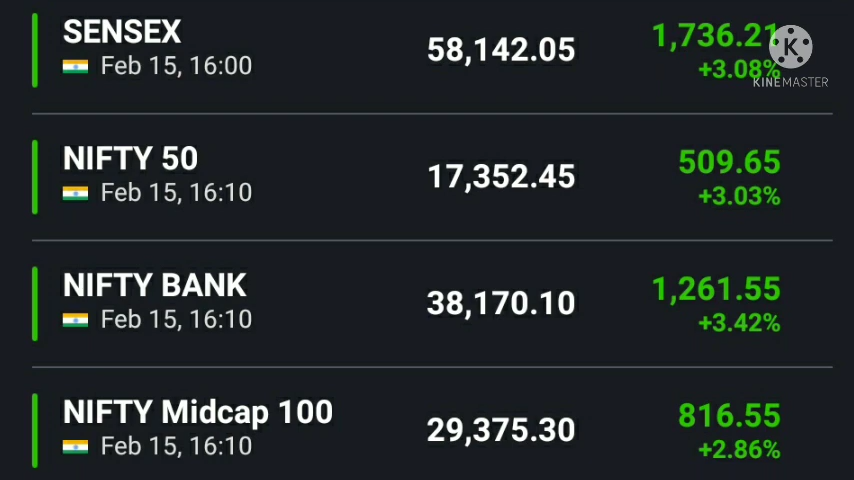 SENSEX
Feb 15, 16:00
58,142.05
1,736.21
+3.08%
K
KINEMASTER
NIFTY 50
Feb 15, 16:10
17,352.45
509.65
+3.03%
NIFTY BANK
Feb 15, 16:10
38,170.10
1,261.55
+3.42%
NIFTY Midcap 100
Feb 15, 16:10
29,375.30
816.55
+2.86%